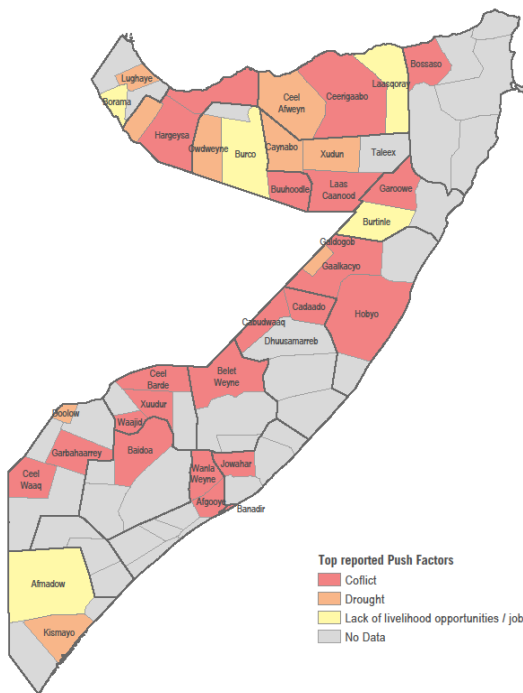 Lughaye
Borama
Hargeysa
Owdweyne
Burco
Ceel
Afweyn
Ceerigaabo
Laasqoray
Bossaso
Caynabo
Xudun
Taleex
Buuhoodle
Laas
Caanood
Garoowe
Burtinle
Galdogob
Gaalkacyo
Cadaado
Hobyo
Cabudwaaq
Dhuusamarreb
Ceel
Barde
Belet
Weyne
Xuudur
Doolow
Waajid
Garbahaarrey
Baidoa
Ceel
Waaq
Wanla
Weyne
Jowahar
Afgooye
Banadir
Afmadow
Kismayo
Top reported Push Factors
Coflict
Drought
Lack of livelihood opportunities / job
No Data